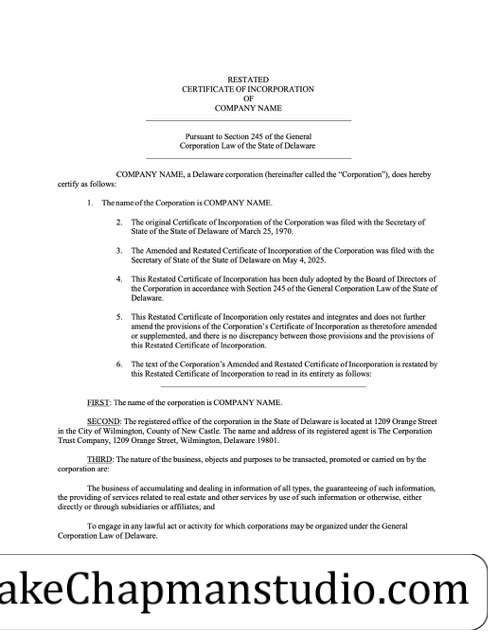 RESTATED
CERTIFICATE OF INCORPORATION
OF
COMPANY NAME
Pursuant to Section 245 of the General
Corporation Law of the State of Delaware
COMPANY NAME, a Delaware corporation (hereinafter called the “Corporation”), does hereby
certify as follows:
1. The name of the Corporation is COMPANY NAME.
2. The original Certificate of Incorporation of the Corporation was filed with the Secretary of
State of the State of Delaware of March 25, 1970.
3. The Amended and Restated Certificate of Incorporation of the Corporation was filed with the
Secretary of State of the State of Delaware on May 4, 2025.
4. This Restated Certificate of Incorporation has been duly adopted by the Board of Directors of
the Corporation in accordance with Section 245 of the General Corporation Law of the State of
Delaware.
5. This Restated Certificate of Incorporation only restates and integrates and does not further
amend the provisions of the Corporation’s Certificate of Incorporation as theretofore amended
or supplemented, and there is no discrepancy between those provisions and the provisions of
this Restated Certificate of Incorporation.
6. The text of the Corporation’s Amended and Restated Certificate of Incorporation is restated by
this Restated Certificate of Incorporation to read in its entirety as follows:
FIRST: The name of the corporation is COMPANY NAME.
SECOND: The registered office of the corporation in the State of Delaware is located at 1209 Orange Street
in the City of Wilmington, County of New Castle. The name and address of its registered agent is The Corporation
Trust Company, 1209 Orange Street, Wilmington, Delaware 19801.
THIRD: The nature of the business, objects and purposes to be transacted, promoted or carried on by the
corporation are:
The business of accumulating and dealing in information of all types, the guaranteeing of such information,
the providing of services related to real estate and other services by use of such information or otherwise, either
directly or through subsidiaries or affiliates; and
To engage in any lawful act or activity for which corporations may be organized under the General
Corporation Law of Delaware.
akeChapmanstudio.com